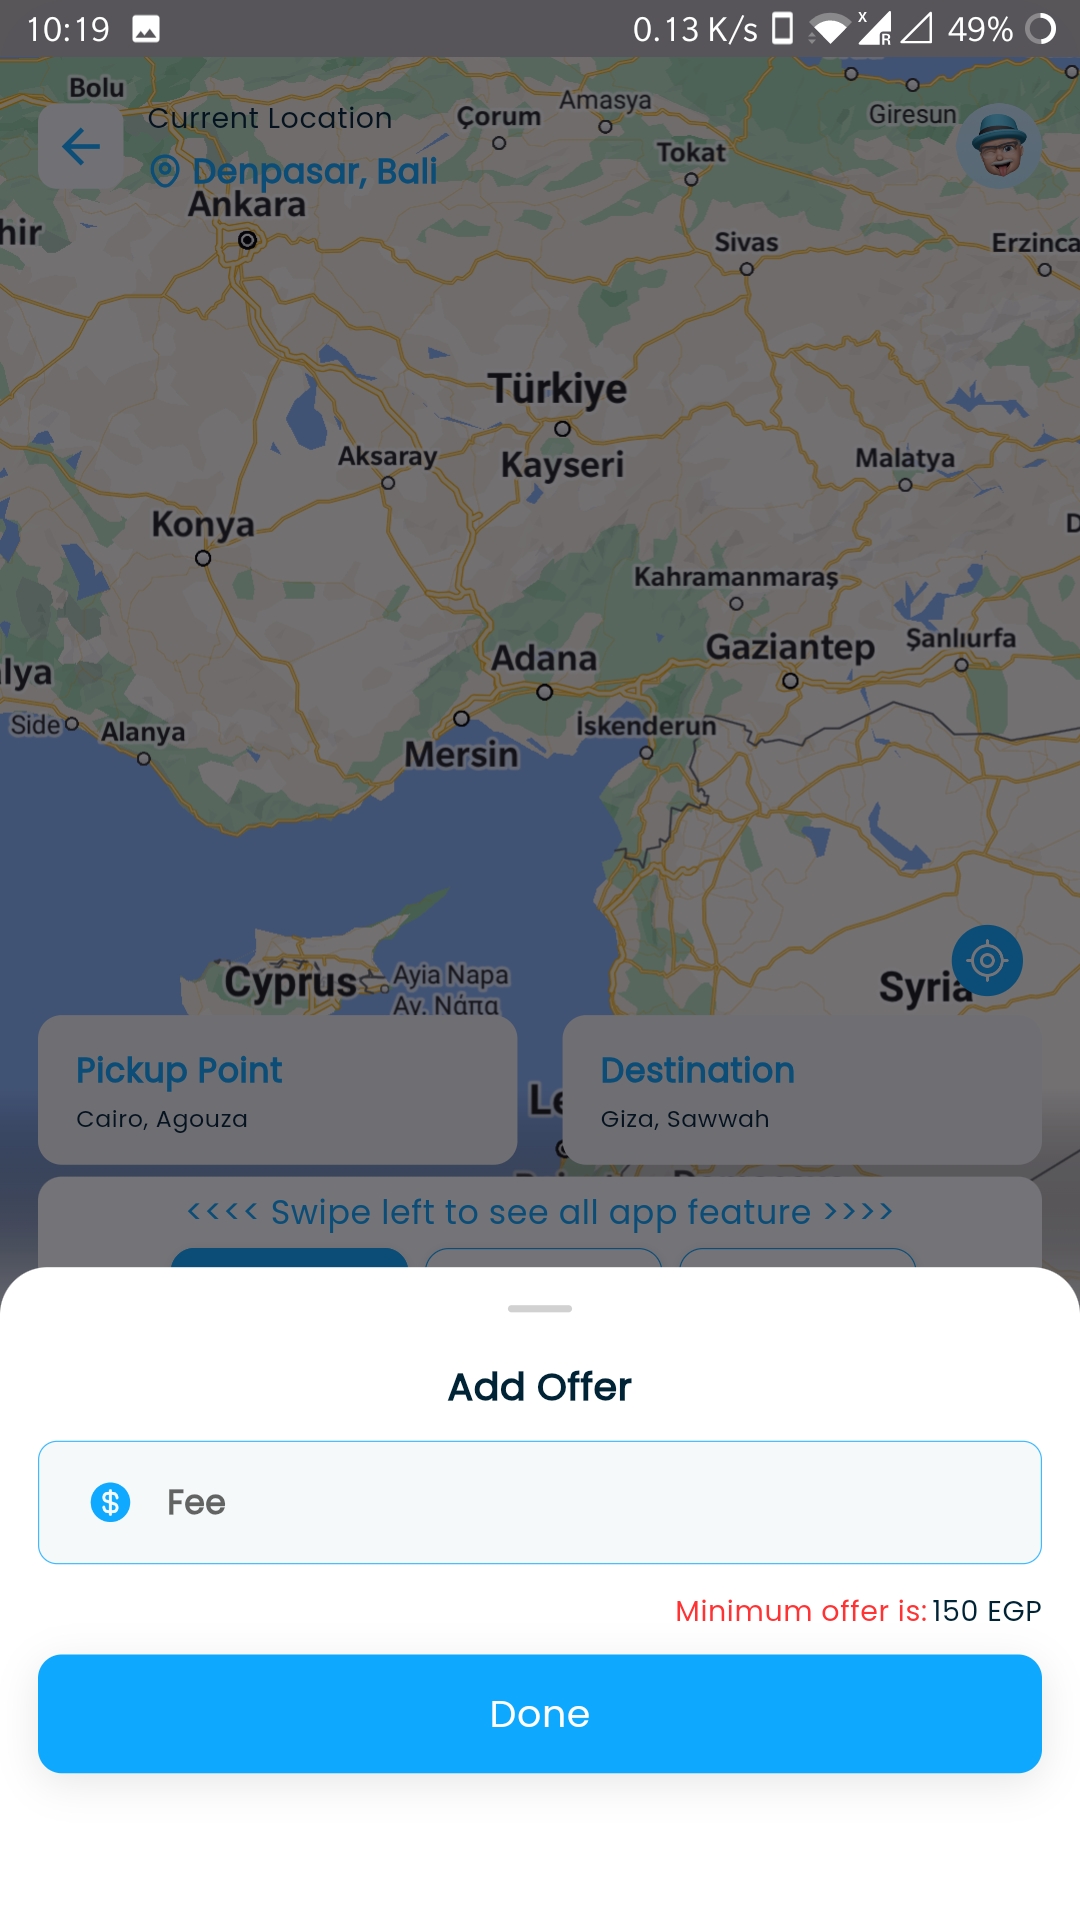 10:19
0.13 K/s
X
R
49%
Bolu
Current Location
Denpasar, Bali
Çorum
Amasya
Giresun
Tokat
Ankara
hir
Sivas
Erzinca
Türkiye
Kayseri
Aksaray
Malatya
Konya
D
Kahramanmaraş
Gaziantep
Şanlıurfa
Adana
lya
Side
Alanya
İskenderun
Mersin
Cyprus
Ayia Napa
Αγ. Νάπα
Syria
Pickup Point
Cairo, Agouza
Le
Destination
Giza, Sawwah
<<<< Swipe left to see all app feature >>>>
Add Offer
$ Fee
Minimum offer is: 150 EGP
Done